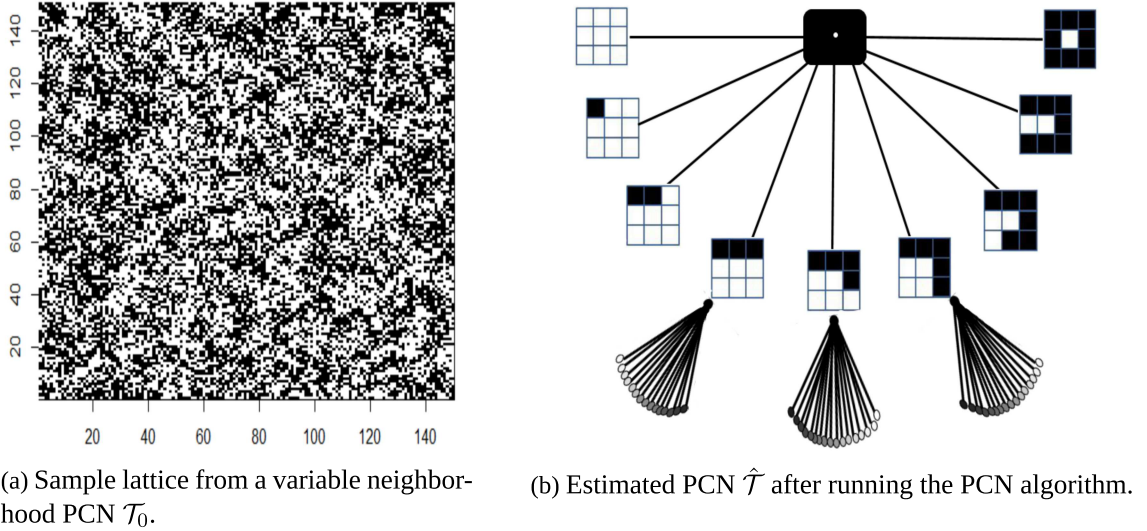 140
120
100
80
60
40
20
20 40 60 80 100 120 140
(a) Sample lattice from a variable neighbor-
hood PCN 𝒯₀.
(b) Estimated PCN 𝒯̂ after running the PCN algorithm.